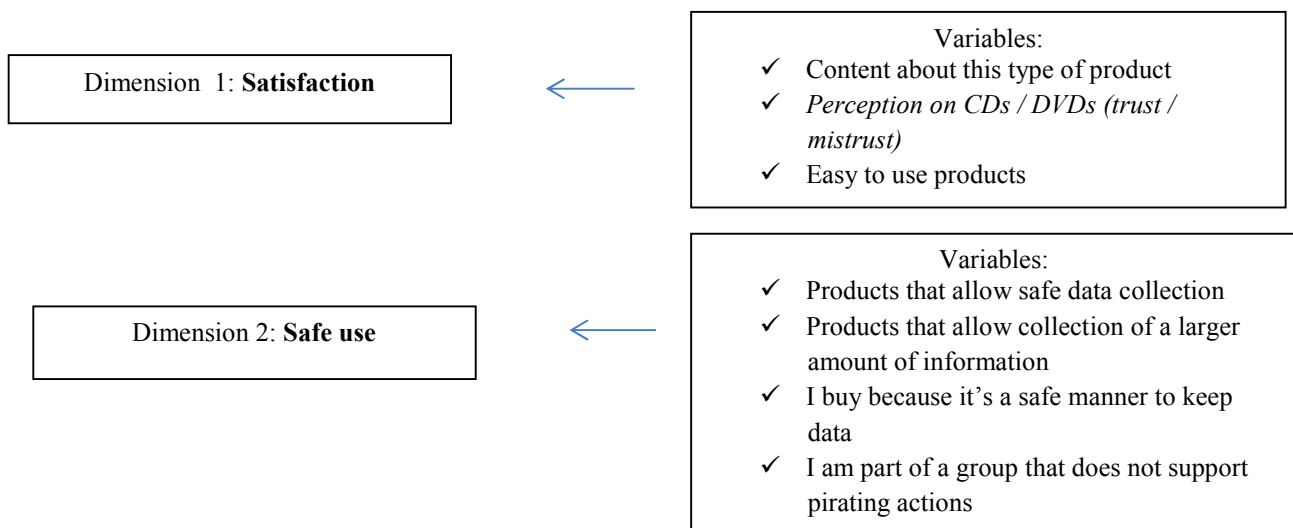 Dimension 1: Satisfaction
Variables:
✓ Content about this type of product
✓ Perception on CDs / DVDs (trust /
mistrust)
✓ Easy to use products
Dimension 2: Safe use
Variables:
✓ Products that allow safe data collection
✓ Products that allow collection of a larger
amount of information
✓ I buy because it’s a safe manner to keep
data
✓ I am part of a group that does not support
pirating actions